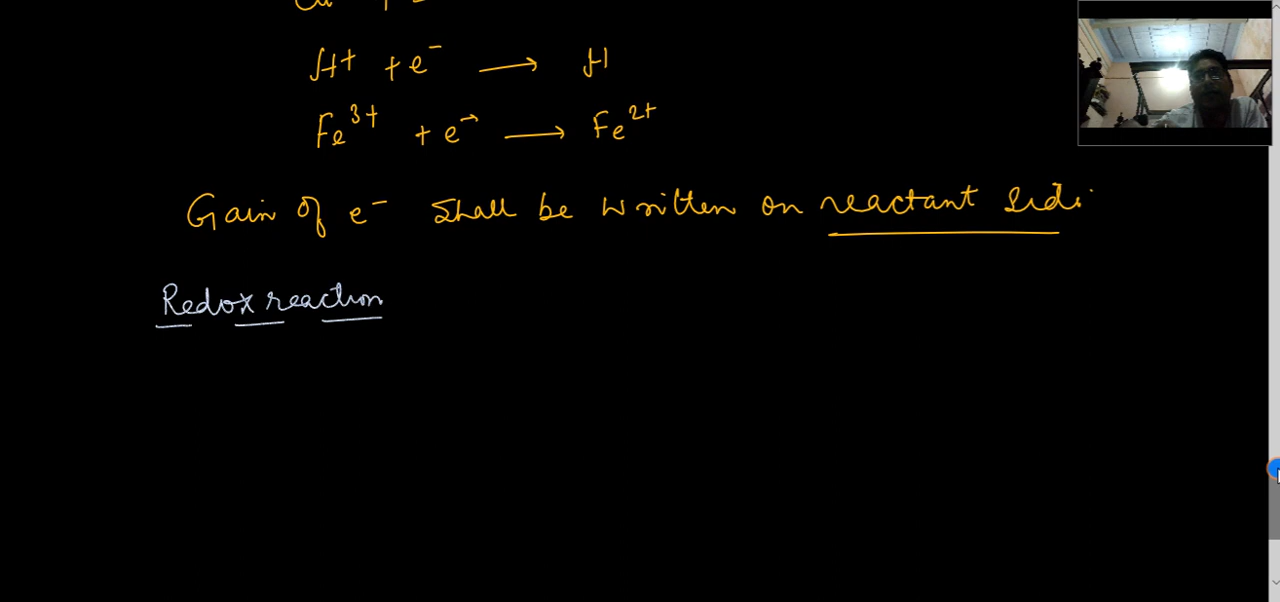 H+ + e⁻ ⟶ H
Fe³⁺ + e⁻ ⟶ Fe²⁺
Gain of e⁻ shall be written on reactant side
Redox reaction